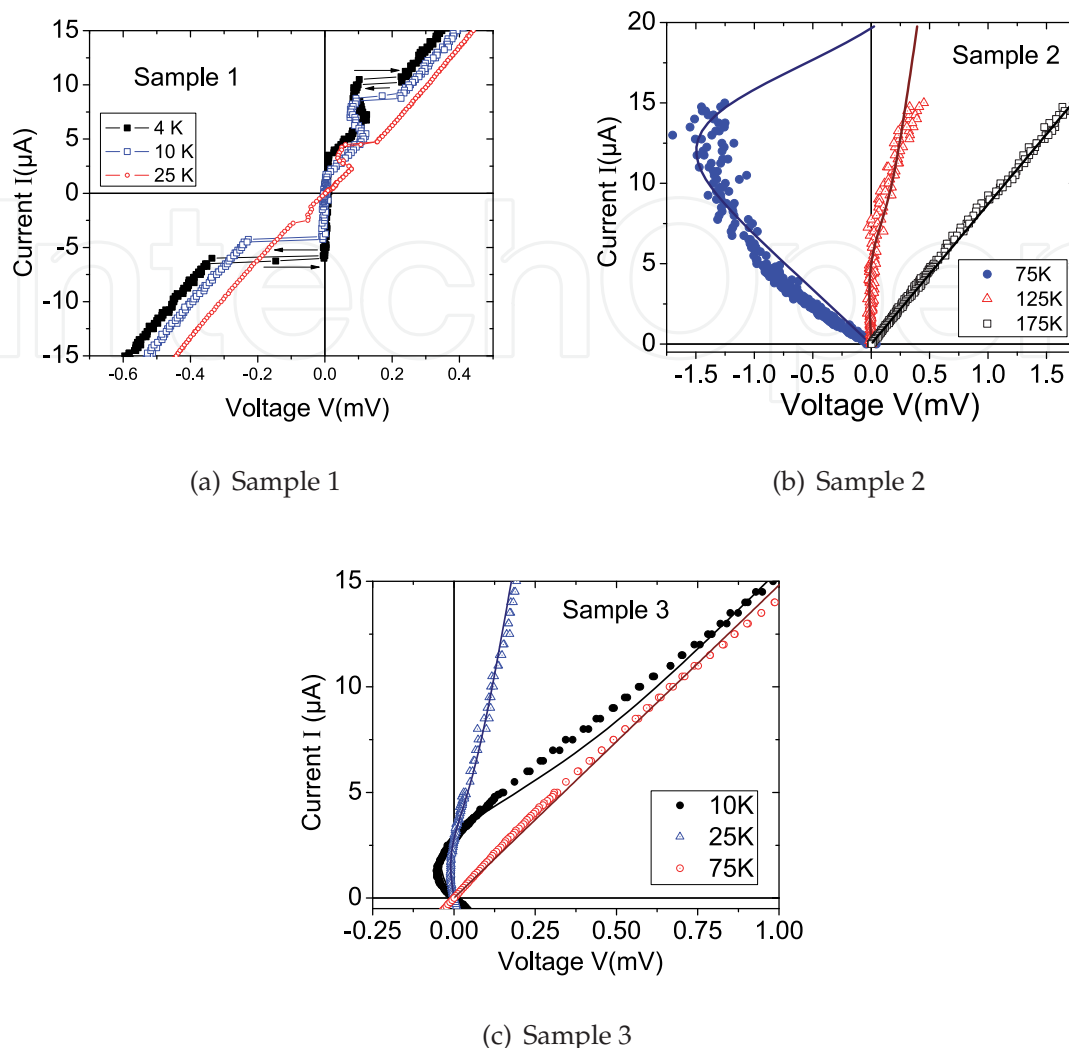 Sample 1
4 K
10 K
25 K
Current I(µA)
15
10
5
0
-5
-10
-15
-0.6
-0.4
-0.2
0.0
0.2
0.4
Voltage V(mV)
(a) Sample 1
Sample 2
75K
125K
175K
Current I(µA)
20
15
10
5
0
-1.5
-1.0
-0.5
0.0
0.5
1.0
1.5
Voltage V(mV)
(b) Sample 2
Sample 3
10K
25K
75K
Current I (µA)
15
10
5
0
-0.25
0.00
0.25
0.50
0.75
1.00
Voltage V(mV)
(c) Sample 3